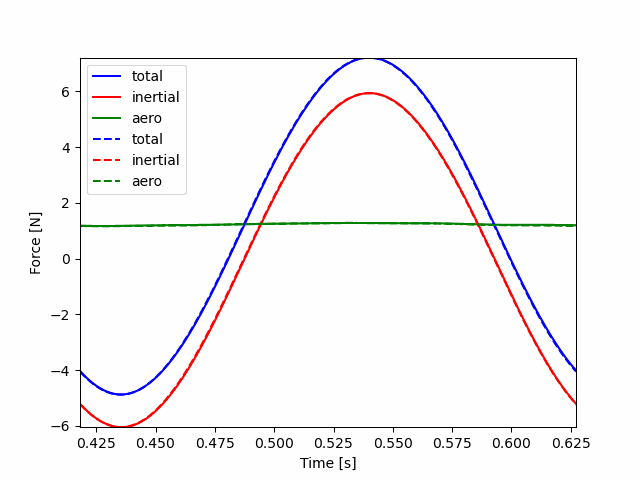 total
inertial
aero
total
inertial
aero
Force [N]
6
4
2
0
−2
−4
−6
0.425 0.450 0.475 0.500 0.525 0.550 0.575 0.600 0.625
Time [s]